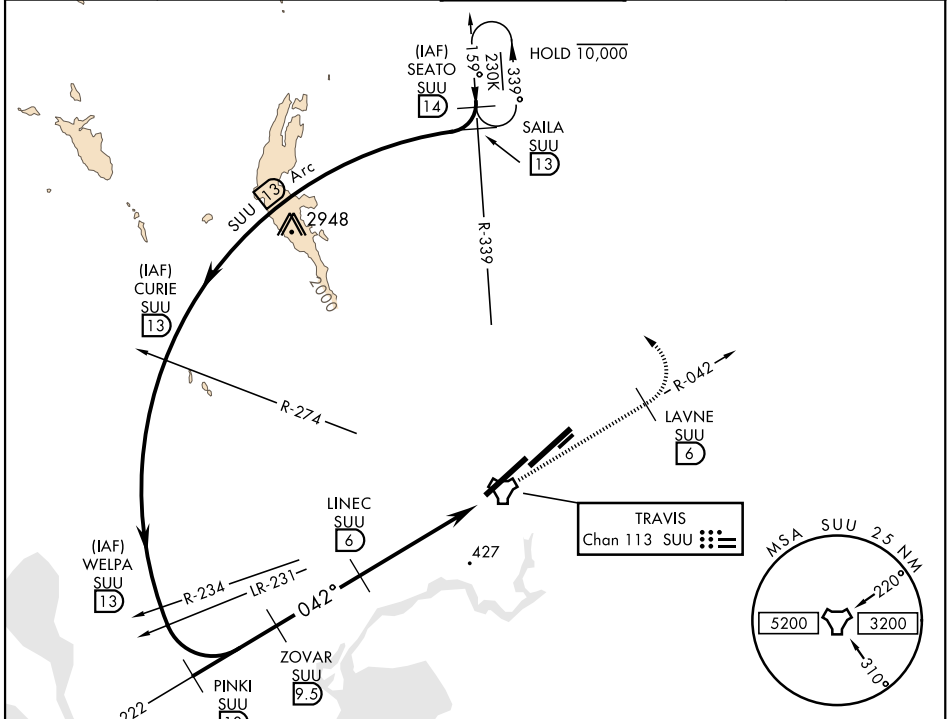 (IAF)
SEATO
SUU
14
159°
230K
339°
HOLD 10,000
SAILA
SUU
13
SUU 13 Arc
2948
2000
R-339
(IAF)
CURIE
SUU
13
R-274
R-042
LAVNE
SUU
6
LINEC
SUU
6
TRAVIS
Chan 113 SUU
427
(IAF)
WELPA
SUU
13
R-234
LR-231
042°
ZOVAR
SUU
9.5
PINKI
SUU
222
MSA SUU 25 NM
220°
5200
3200
310°